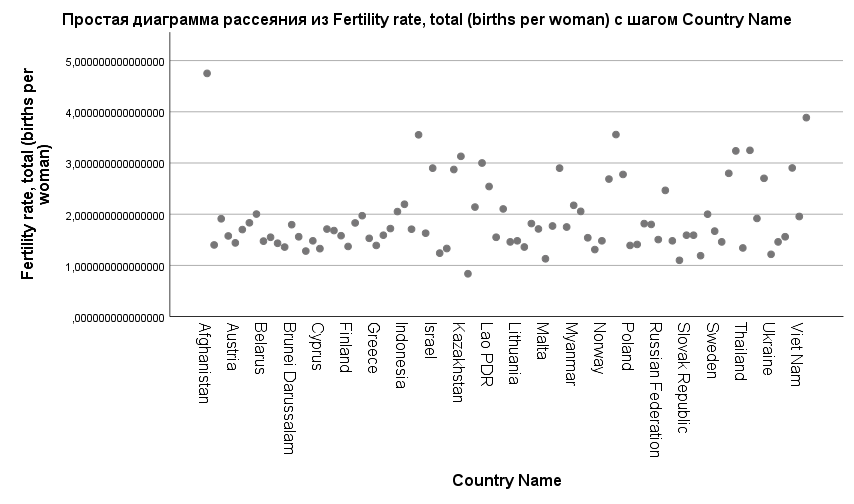 Простая диаграмма рассеяния из Fertility rate, total (births per woman) с шагом Country Name
Fertility rate, total (births per
woman)
5,000000000000000
4,000000000000000
3,000000000000000
2,000000000000000
1,000000000000000
,000000000000000
Afghanistan
Austria
Belarus
Brunei Darussalam
Cyprus
Finland
Greece
Indonesia
Israel
Kazakhstan
Lao PDR
Lithuania
Malta
Myanmar
Norway
Poland
Russian Federation
Slovak Republic
Sweden
Thailand
Ukraine
Viet Nam
Country Name